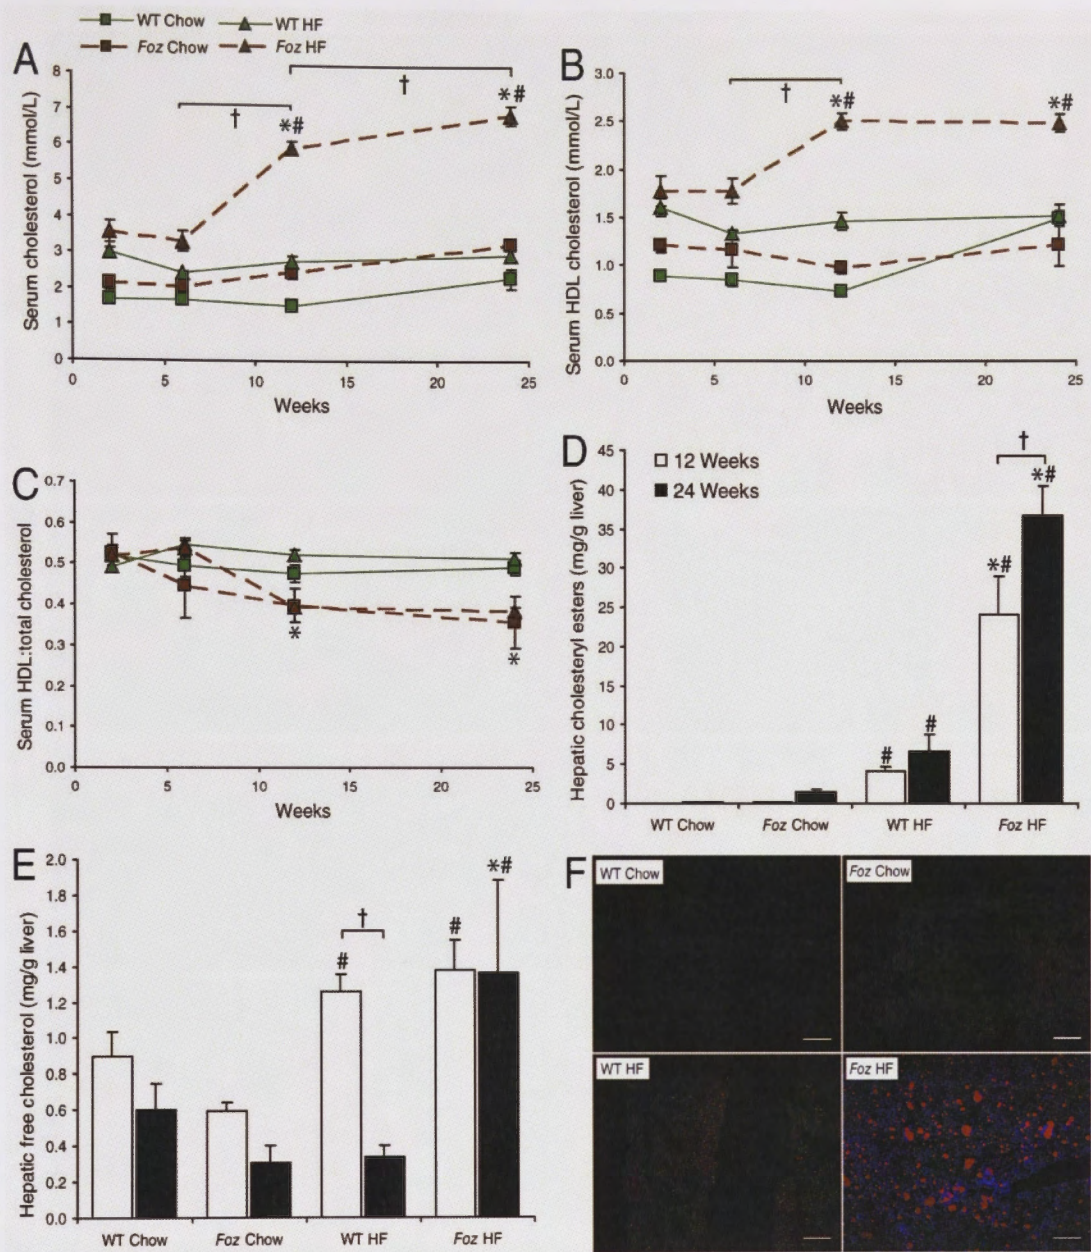 WT Chow WT HF
Foz Chow Foz HF
A
Serum cholesterol (mmol/L)
8
7
6
5
4
3
2
1
0
†
†
*#
*#
0 5 10 15 20 25
Weeks
B
Serum HDL cholesterol (mmol/L)
3.0
2.5
2.0
1.5
1.0
0.5
0.0
†
*#
*#
0 5 10 15 20 25
Weeks
C
Serum HDL:total cholesterol
0.7
0.6
0.5
0.4
0.3
0.2
0.1
0.0
*
*
0 5 10 15 20 25
Weeks
D
Hepatic cholesteryl esters (mg/g liver)
45
40
35
30
25
20
15
10
5
0
12 Weeks
24 Weeks
#
#
*#
†
*#
WT Chow Foz Chow WT HF Foz HF
E
Hepatic free cholesterol (mg/g liver)
2.0
1.8
1.6
1.4
1.2
1.0
0.8
0.6
0.4
0.2
0.0
†
#
#
*#
WT Chow Foz Chow WT HF Foz HF
F
WT Chow
Foz Chow
WT HF
Foz HF